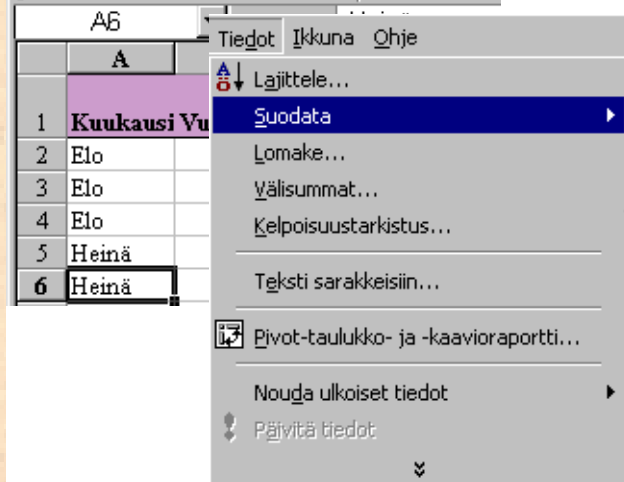 A6
Tiedot Ikkuna Ohje
A
1 Kuukausi Vu
2 Elo
3 Elo
4 Elo
5 Heinä
6 Heinä
Lajittele...
Suodata
Lomake...
Välisummat...
Kelpoisuustarkistus...
Teksti sarakkeisiin...
Pivot-taulukko- ja -kaavioraportti...
Nouda ulkoiset tiedot
Päivitä tiedot